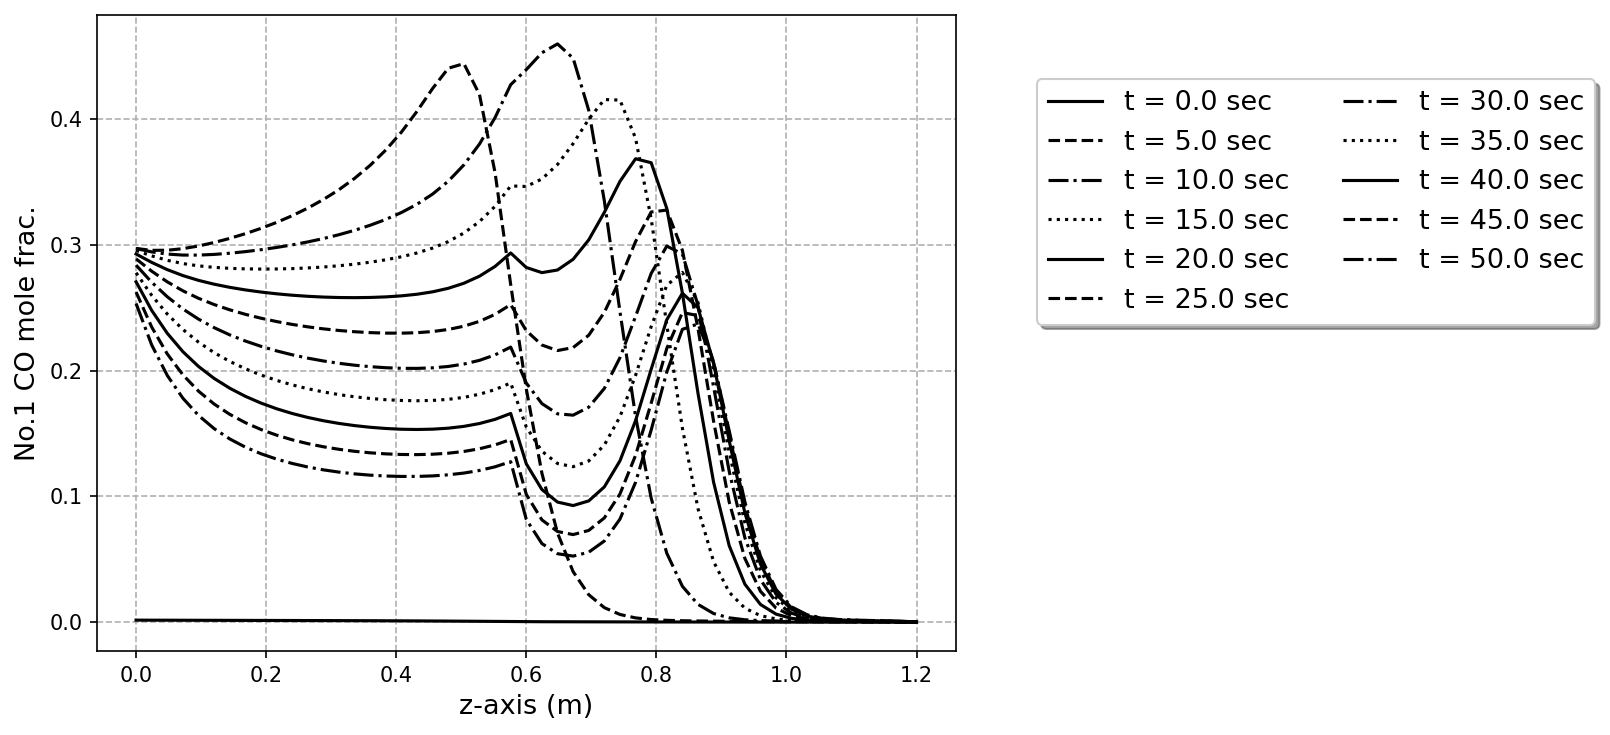 No.1 CO mole frac.
0.4
0.3
0.2
0.1
0.0
0.0 0.2 0.4 0.6 0.8 1.0 1.2
z-axis (m)
t = 0.0 sec
t = 5.0 sec
t = 10.0 sec
t = 15.0 sec
t = 20.0 sec
t = 25.0 sec
t = 30.0 sec
t = 35.0 sec
t = 40.0 sec
t = 45.0 sec
t = 50.0 sec